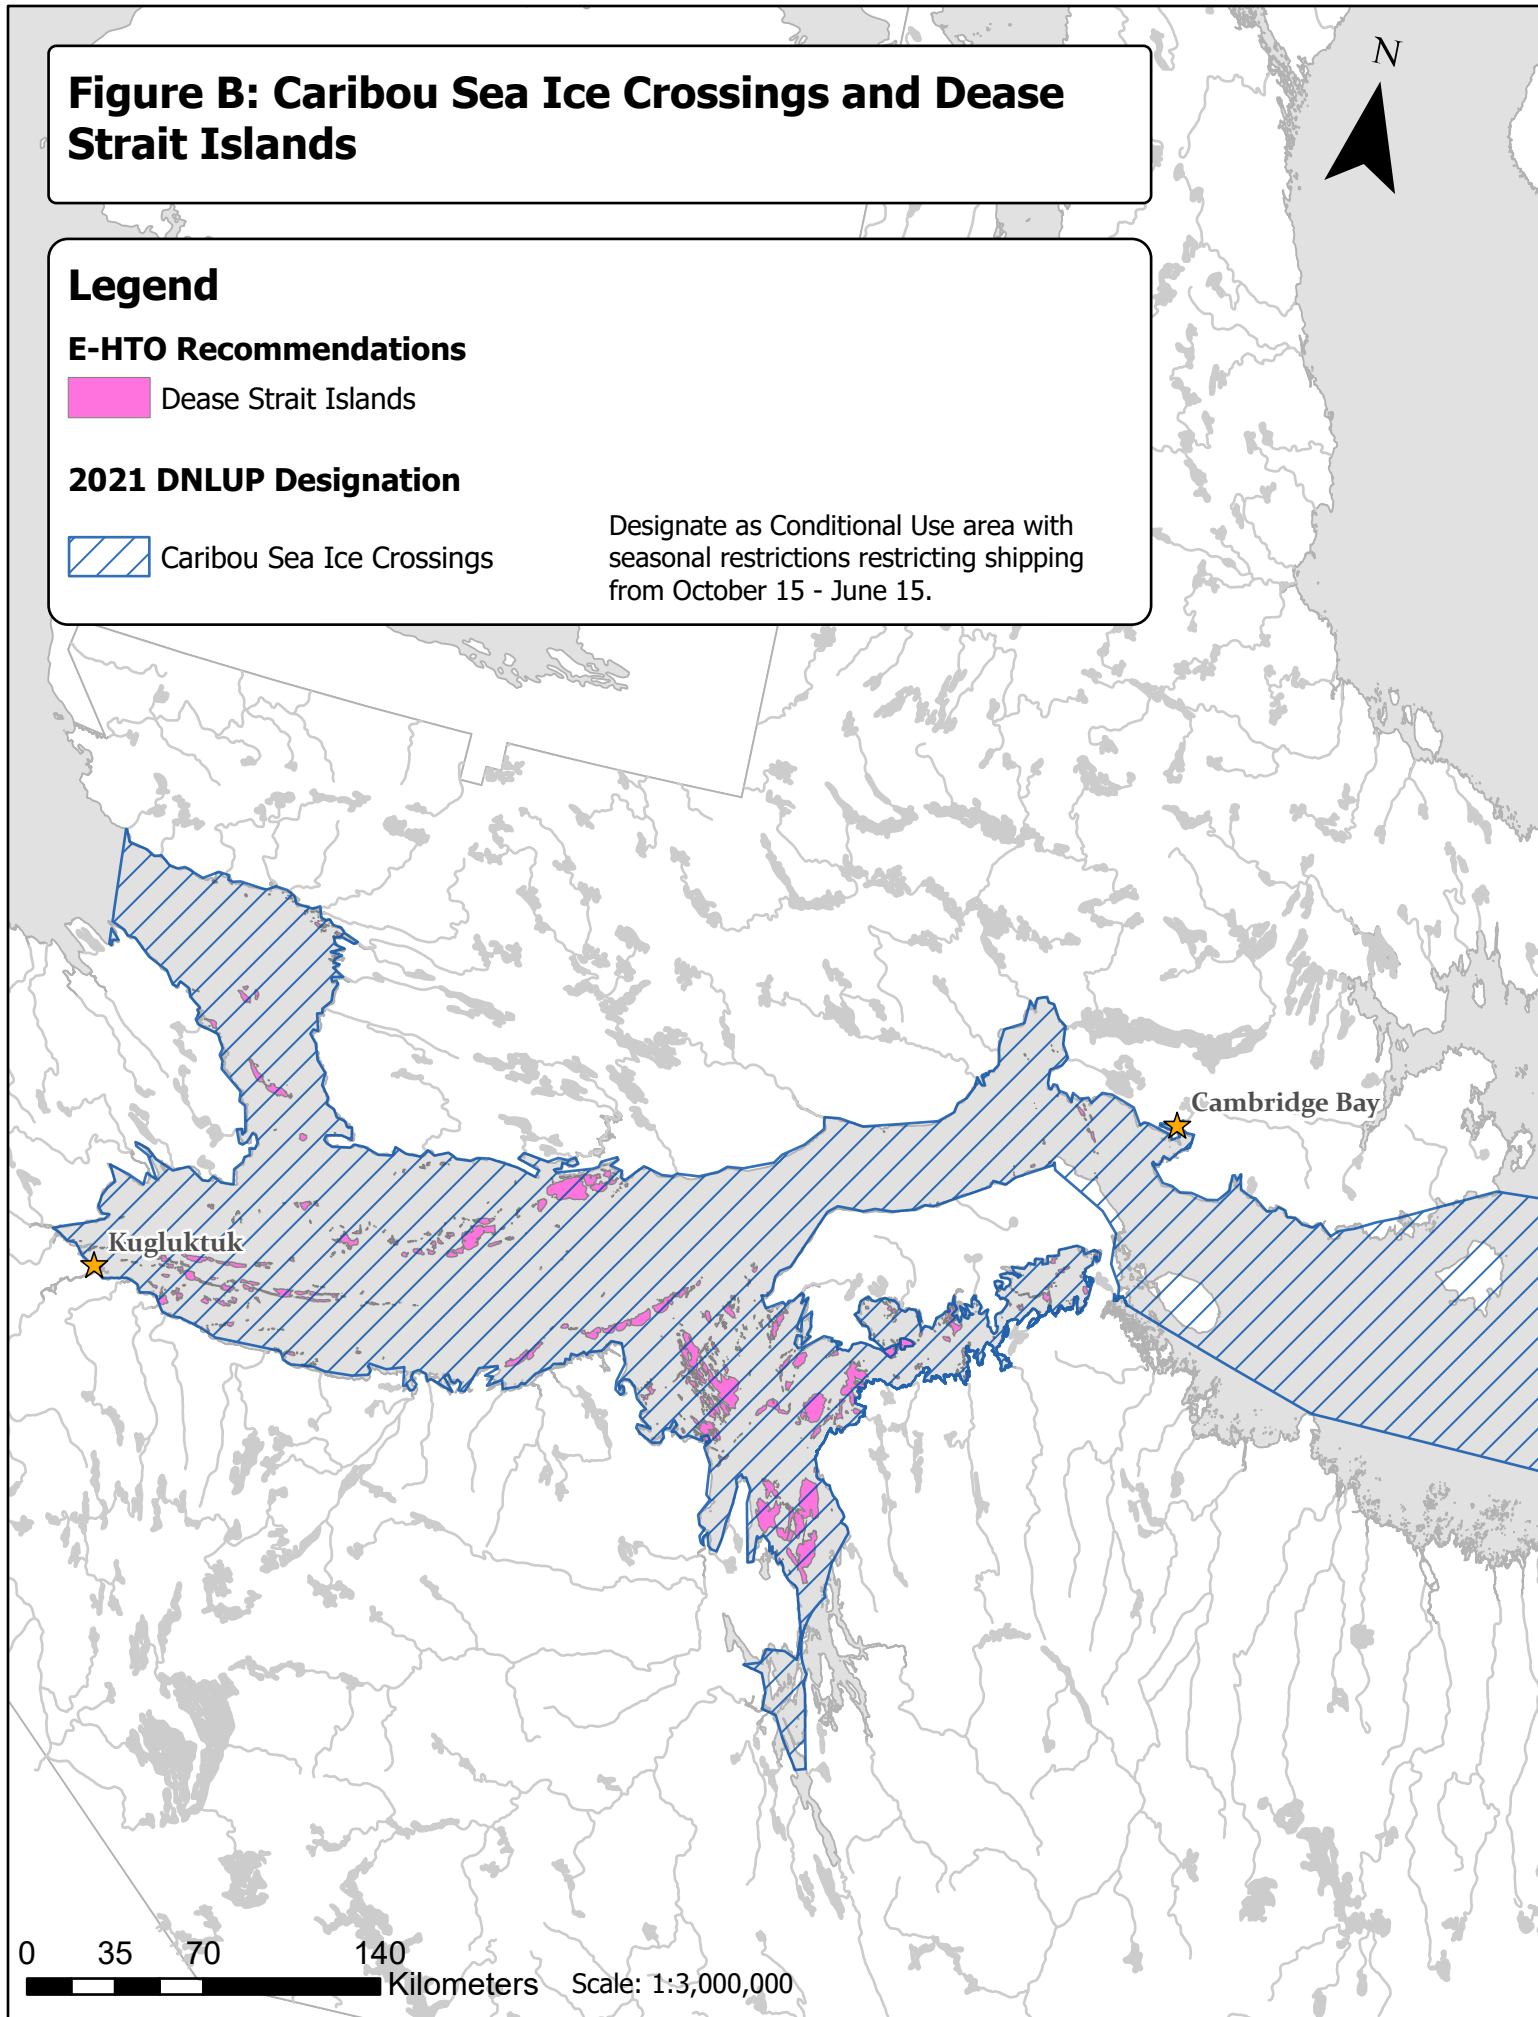 Figure B: Caribou Sea Ice Crossings and Dease
Strait Islands
N
Legend
E-HTO Recommendations
Dease Strait Islands
2021 DNLUP Designation
Caribou Sea Ice Crossings
Designate as Conditional Use area with
seasonal restrictions restricting shipping
from October 15 - June 15.
Cambridge Bay
Kugluktuk
0 35 70 140
Kilometers
Scale: 1:3,000,000